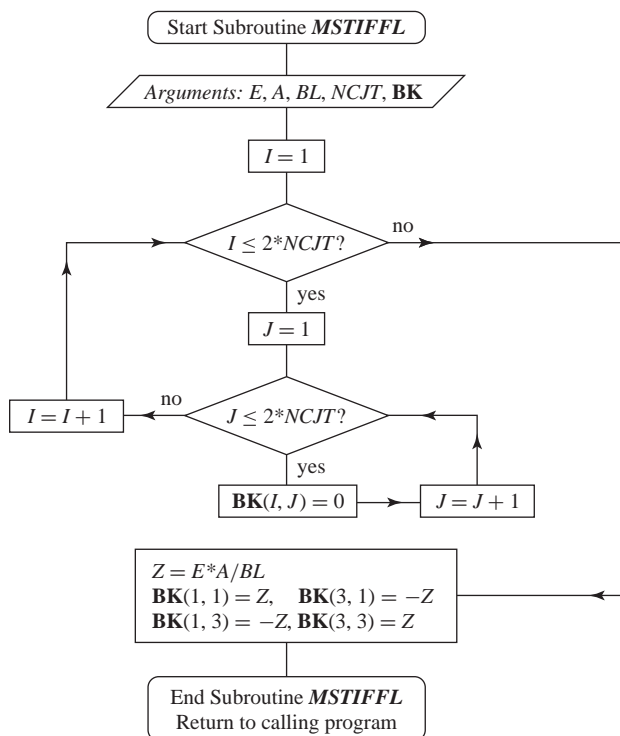 Start Subroutine MSTIFFL
Arguments: E, A, BL, NCJT, BK
I = 1
I ≤ 2*NCJT?
no
yes
J = 1
no
I = I + 1
J ≤ 2*NCJT?
yes
BK(I, J) = 0
J = J + 1
Z = E*A/BL
BK(1, 1) = Z, BK(3, 1) = −Z
BK(1, 3) = −Z, BK(3, 3) = Z
End Subroutine MSTIFFL
Return to calling program